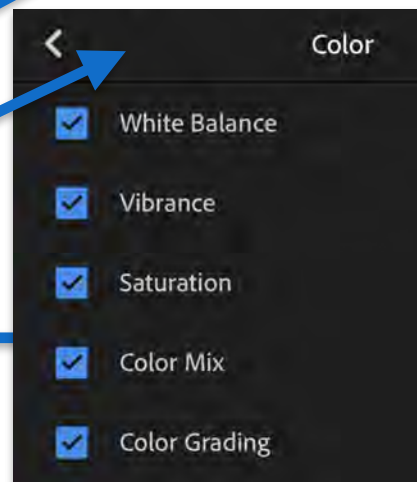 Color
White Balance
Vibrance
Saturation
Color Mix
Color Grading